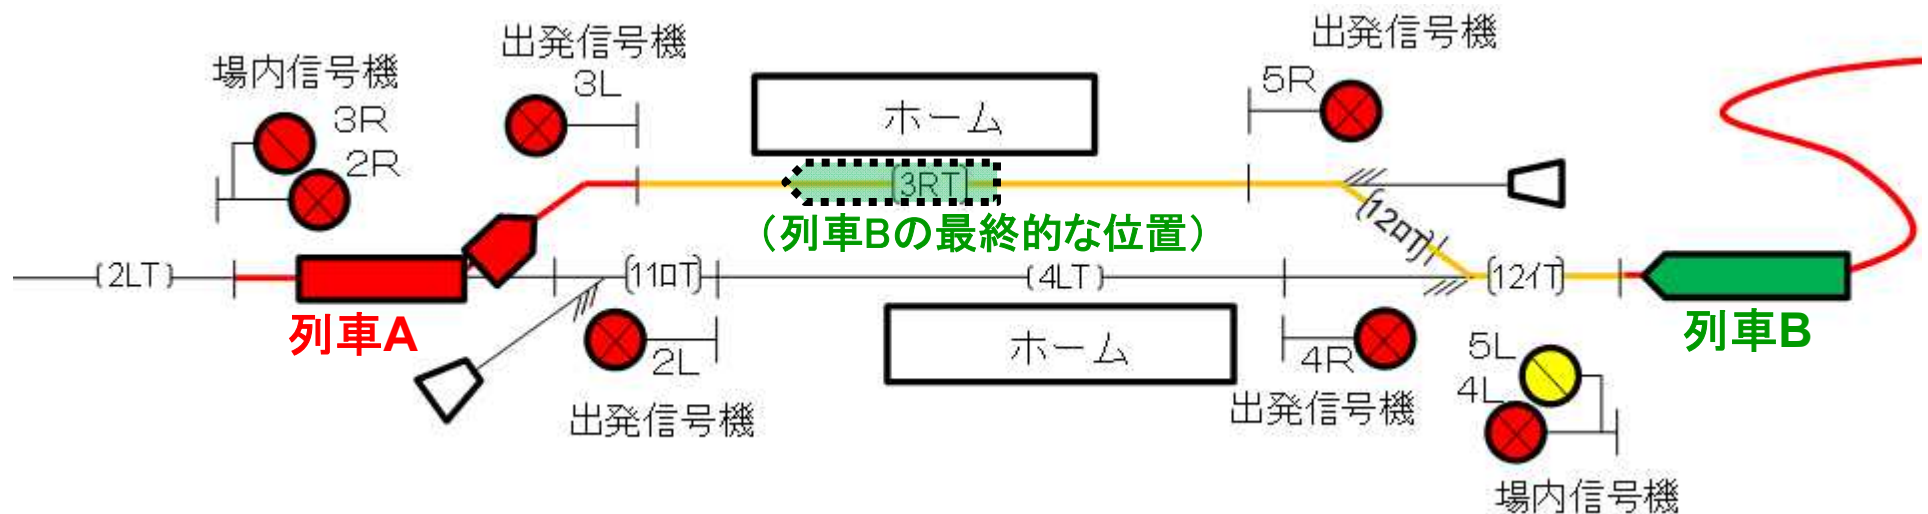 場内信号機
3R
2R
出発信号機
3L
ホーム
出発信号機
5R
(3RT)
(列車Bの最終的な位置)
(12ロT)
(2LT)
(11ロT)
(4LT)
(12イT)
列車A
列車B
2L
出発信号機
ホーム
4R
出発信号機
5L
4L
場内信号機